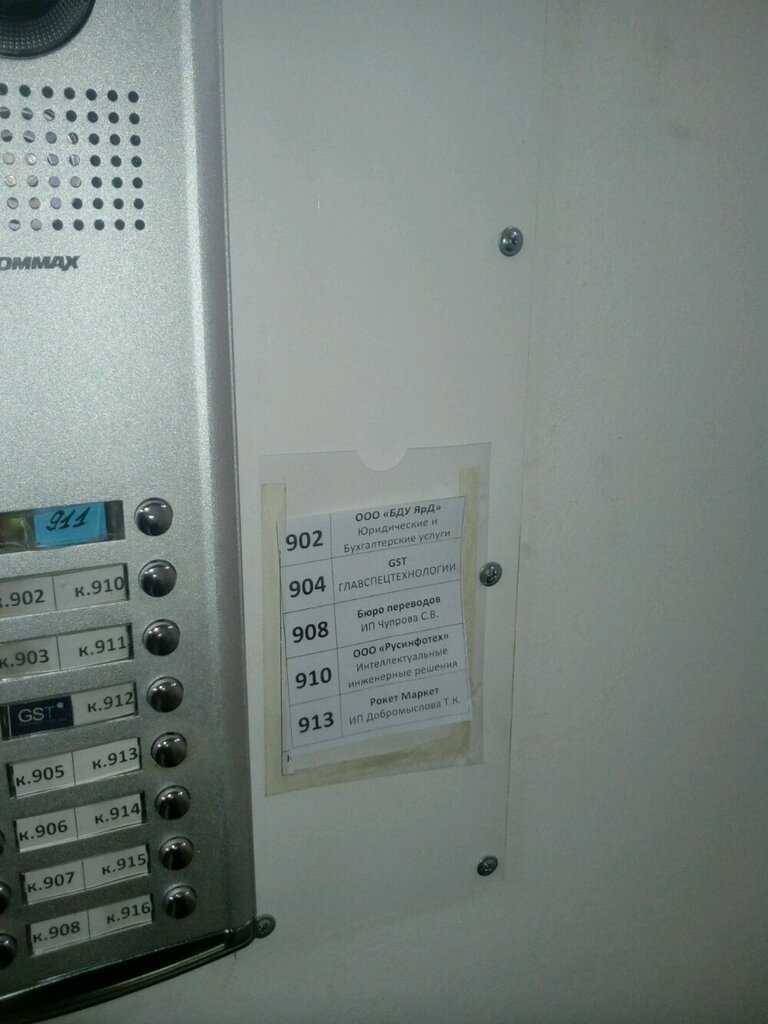 OMMAX
911
к.902 к.910
к.903 к.911
GST к.912
к.905 к.913
к.906 к.914
к.907 к.915
к.908 к.916
902 ООО «БДУ ЯрД»
Юридические и
Бухгалтерские услуги
904 GST
ГЛАВСПЕЦТЕХНОЛОГИИ
908 Бюро переводов
ИП Чупрова С.В.
910 ООО «Русинфотех»
Интеллектуальные
инженерные решения
913 Рокет Маркет
ИП Добромыслова Т.К.